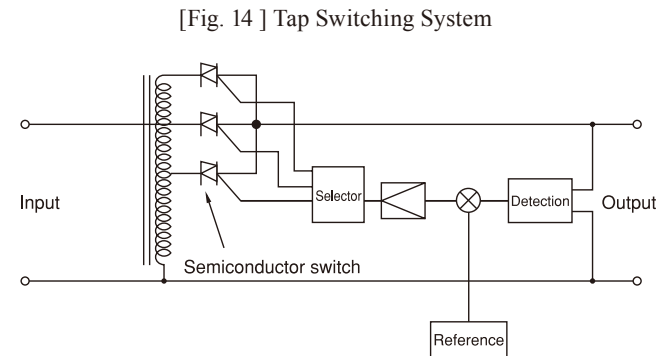 [Fig. 14 ] Tap Switching System
Selector
Detection
Input
Output
Semiconductor switch
Reference